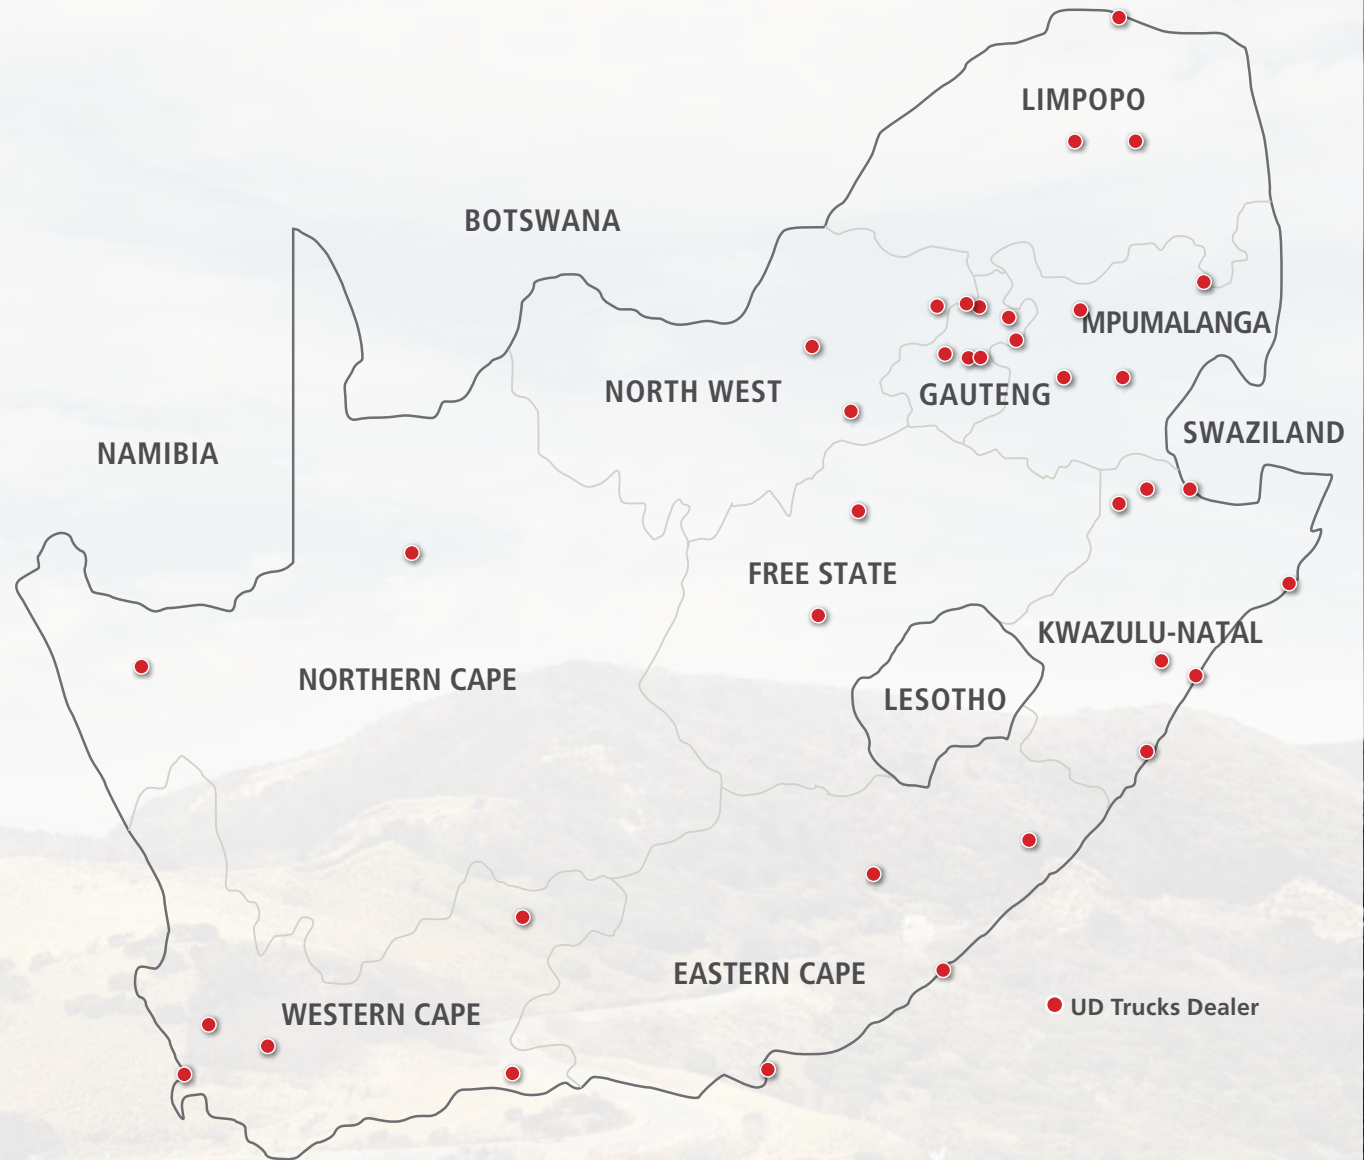 LIMPOPO
BOTSWANA
MPUMALANGA
NORTH WEST
GAUTENG
SWAZILAND
NAMIBIA
FREE STATE
KWAZULU-NATAL
NORTHERN CAPE
LESOTHO
EASTERN CAPE
UD Trucks Dealer
WESTERN CAPE